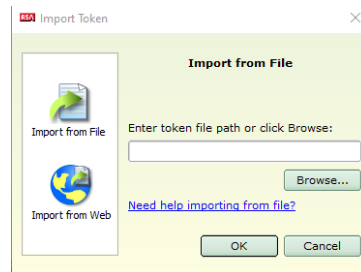 RSA Import Token
Import from File
Import from File
Enter token file path or click Browse:
Browse...
Import from Web
Need help importing from file?
OK Cancel